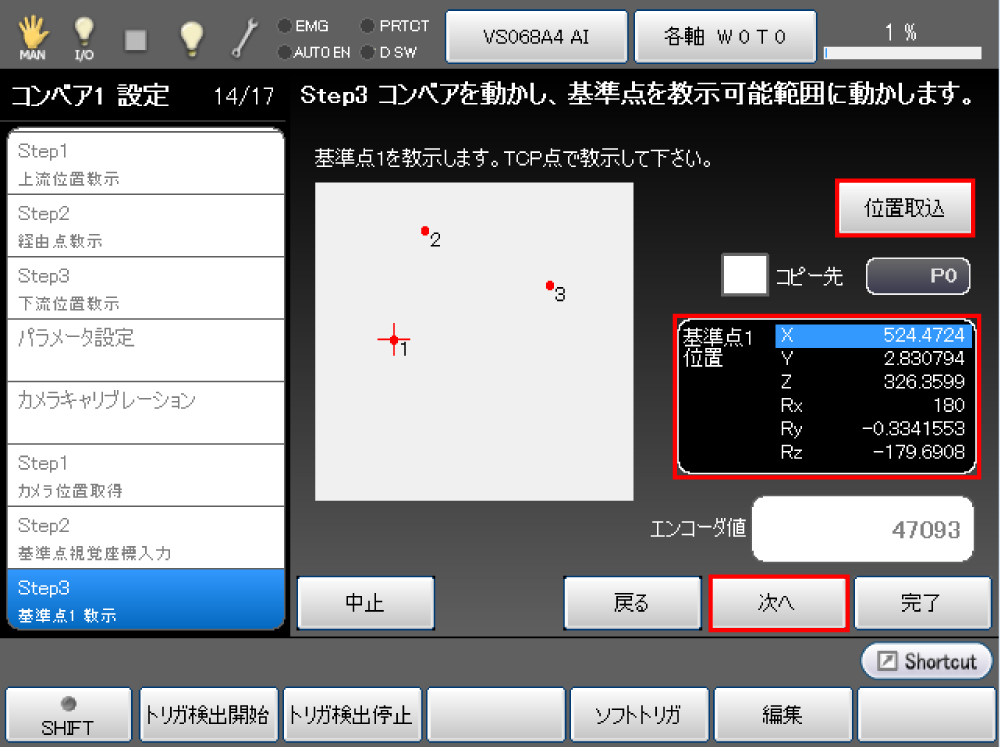 MAN
I/O
EMG
PRTCT
AUTO EN
D SW
VS068A4 AI
各軸 W0T0
1 %
コンベア1 設定
14/17
Step3 コンベアを動かし、基準点を教示可能範囲に動かします。
Step1
上流位置教示
Step2
経由点教示
Step3
下流位置教示
パラメータ設定
カメラキャリブレーション
Step1
カメラ位置取得
Step2
基準点視覚座標入力
Step3
基準点1 教示
基準点1を教示します。TCP点で教示して下さい。
2
3
1
位置取込
コピー先
P0
基準点1
位置
X 524.4724
Y 2.830794
Z 326.3599
Rx 180
Ry -0.3341553
Rz -179.6908
エンコーダ値
47093
中止
戻る
次へ
完了
Shortcut
SHIFT
トリガ検出開始
トリガ検出停止
ソフトトリガ
編集